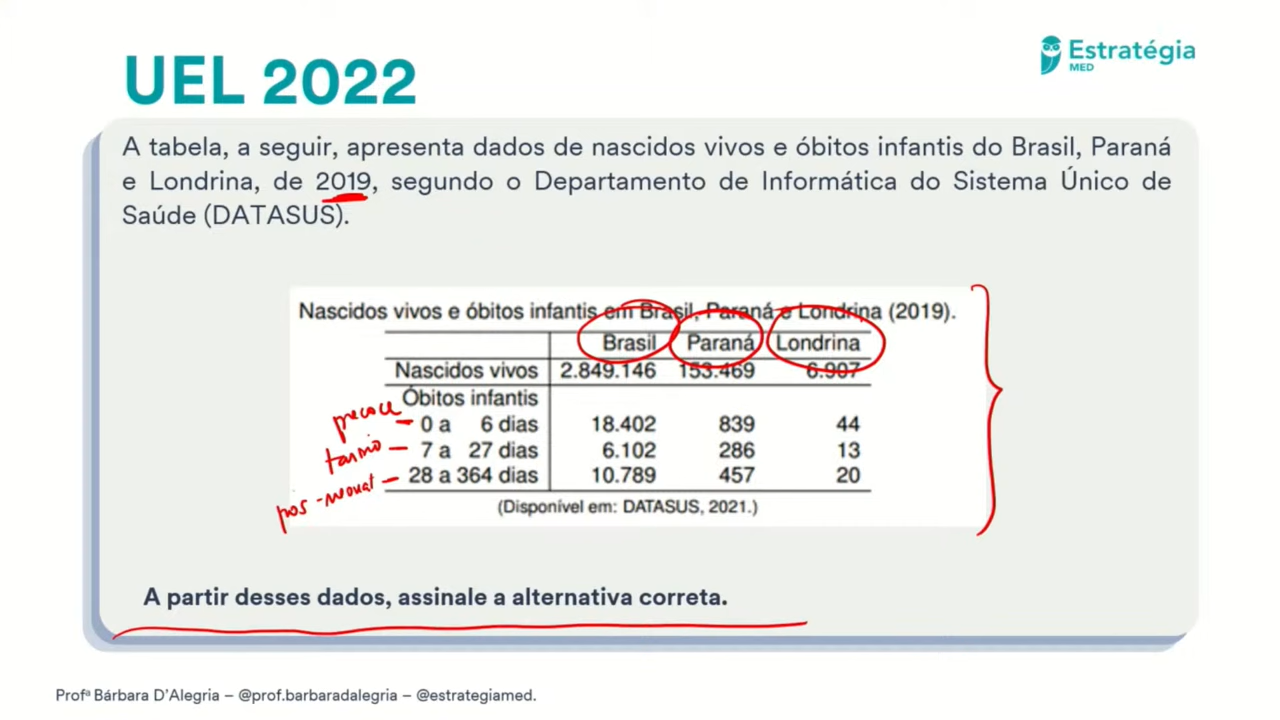 UEL 2022
Estratégia
MED
A tabela, a seguir, apresenta dados de nascidos vivos e óbitos infantis do Brasil, Paraná
e Londrina, de 2019, segundo o Departamento de Informática do Sistema Único de
Saúde (DATASUS).
Nascidos vivos e óbitos infantis em Brasil, Paraná e Londrina (2019).
Brasil Paraná Londrina
Nascidos vivos 2.849.146 153.469 6.907
Óbitos infantis
precoce 0 a 6 dias 18.402 839 44
tardio 7 a 27 dias 6.102 286 13
pós-neonatal 28 a 364 dias 10.789 457 20
(Disponível em: DATASUS, 2021.)
A partir desses dados, assinale a alternativa correta.
Profª Bárbara D'Alegria – @prof.barbaradalegria – @estrategiamed.